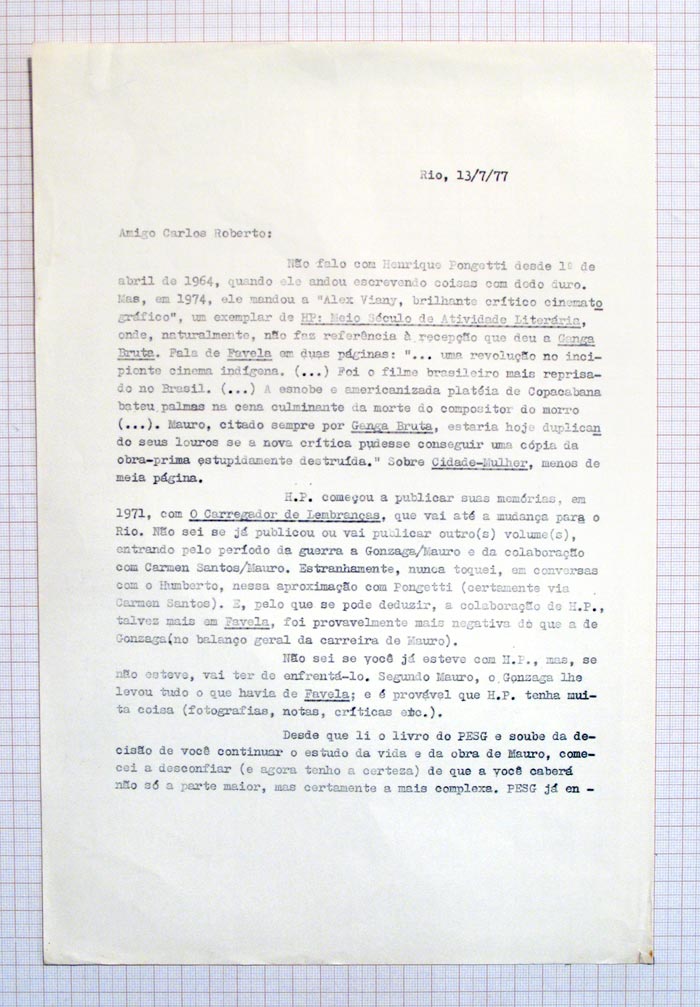 Rio, 13/7/77
Amigo Carlos Roberto:
Não falo com Henrique Pongetti desde 1º de
abril de 1964, quando ele andou escrevendo coisas com dedo duro.
Mas, em 1974, ele mandou a "Alex Viany, brilhante crítico cinemato
gráfico", um exemplar de HP: Meio Século de Atividade Literária,
onde, naturalmente, não faz referência à recepção que deu a Ganga
Bruta. Fala de Favela em duas páginas: "... uma revolução no inci-
piente cinema indígena. (...) Foi o filme brasileiro mais reprisa-
do no Brasil. (...) A esnobe e americanizada platéia de Copacabana
bateu palmas na cena culminante da morte do compositor do morro
(...). Mauro, citado sempre por Ganga Bruta, estaria hoje duplican
do seus louros se a nova crítica pudesse conseguir uma cópia da
obra-prima estupidamente destruída." Sobre Cidade-Mulher, menos de
meia página.
H.P. começou a publicar suas memórias, em
1971, com O Carregador de Lembranças, que vai até a mudança para o
Rio. Não sei se já publicou ou vai publicar outro(s) volume(s),
entrando pelo período da guerra a Gonzaga/Mauro e da colaboração
com Carmen Santos/Mauro. Estranhamente, nunca toquei, em conversas
com o Humberto, nessa aproximação com Pongetti (certamente via
Carmen Santos). E, pelo que se pode deduzir, a colaboração de H.P.,
talvez mais em Favela, foi provavelmente mais negativa do que a de
Gonzaga(no balanço geral da carreira de Mauro).
Não sei se você já esteve com H.P., mas, se
não esteve, vai ter de enfrentá-lo. Segundo Mauro, o Gonzaga lhe
levou tudo o que havia de Favela; e é provável que H.P. tenha mui-
ta coisa (fotografias, notas, críticas etc.).
Desde que li o livro do PESG e soube da de-
cisão de você continuar o estudo da vida e da obra de Mauro, come-
cei a desconfiar (e agora tenho a certeza) de que a você caberá
não só a parte maior, mas certamente a mais complexa. PESG já en -